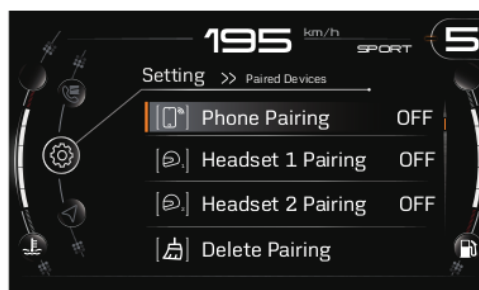 195 km/h
SPORT
5
Setting >> Paired Devices
Phone Pairing OFF
Headset 1 Pairing OFF
Headset 2 Pairing OFF
Delete Pairing